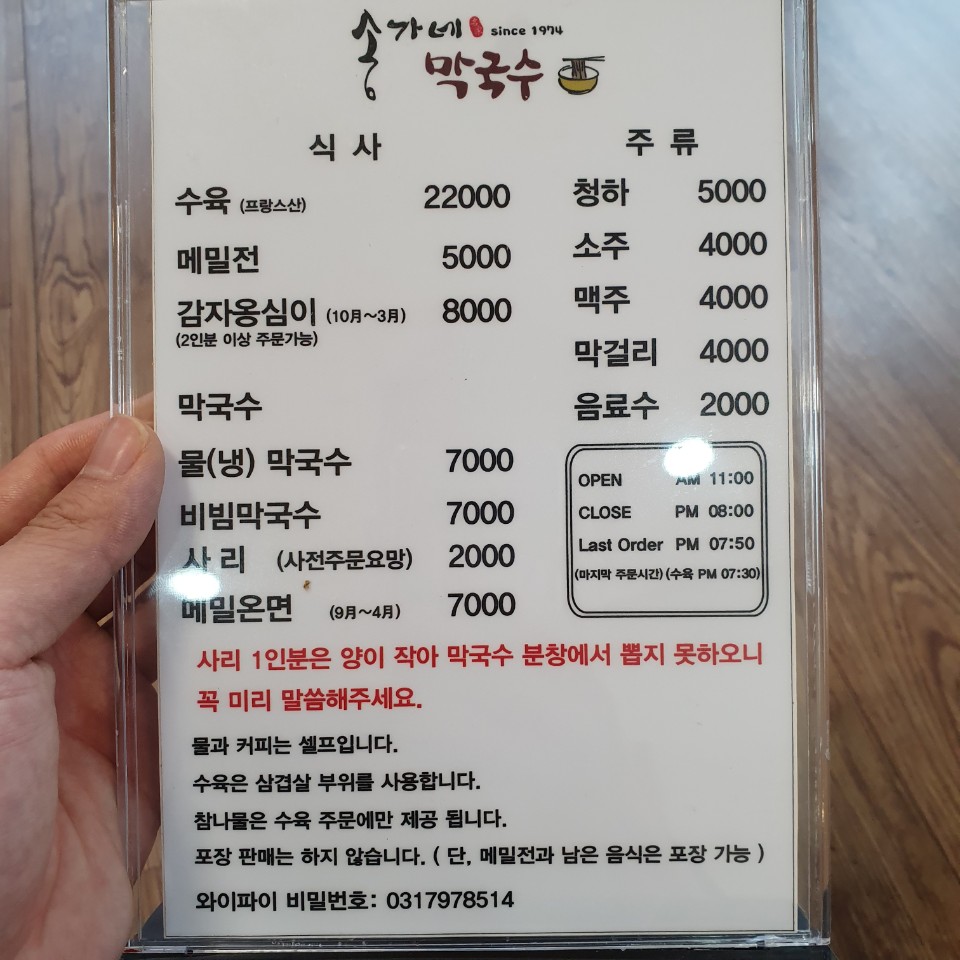 송가네 since 1974
막국수
식 사
수육 (프랑스산) 22000
메밀전 5000
감자옹심이 (10月~3月) 8000
(2인분 이상 주문가능)
막국수
물(냉) 막국수 7000
비빔막국수 7000
사 리 (사전주문요망) 2000
메밀온면 (9月~4月) 7000
주 류
청하 5000
소주 4000
맥주 4000
막걸리 4000
음료수 2000
OPEN AM 11:00
CLOSE PM 08:00
Last Order PM 07:50
(마지막 주문시간) (수육 PM 07:30)
사리 1인분은 양이 작아 막국수 분창에서 뽑지 못하오니
꼭 미리 말씀해주세요.
물과 커피는 셀프입니다.
수육은 삼겹살 부위를 사용합니다.
참나물은 수육 주문에만 제공 됩니다.
포장 판매는 하지 않습니다. ( 단, 메밀전과 남은 음식은 포장 가능 )
와이파이 비밀번호: 0317978514